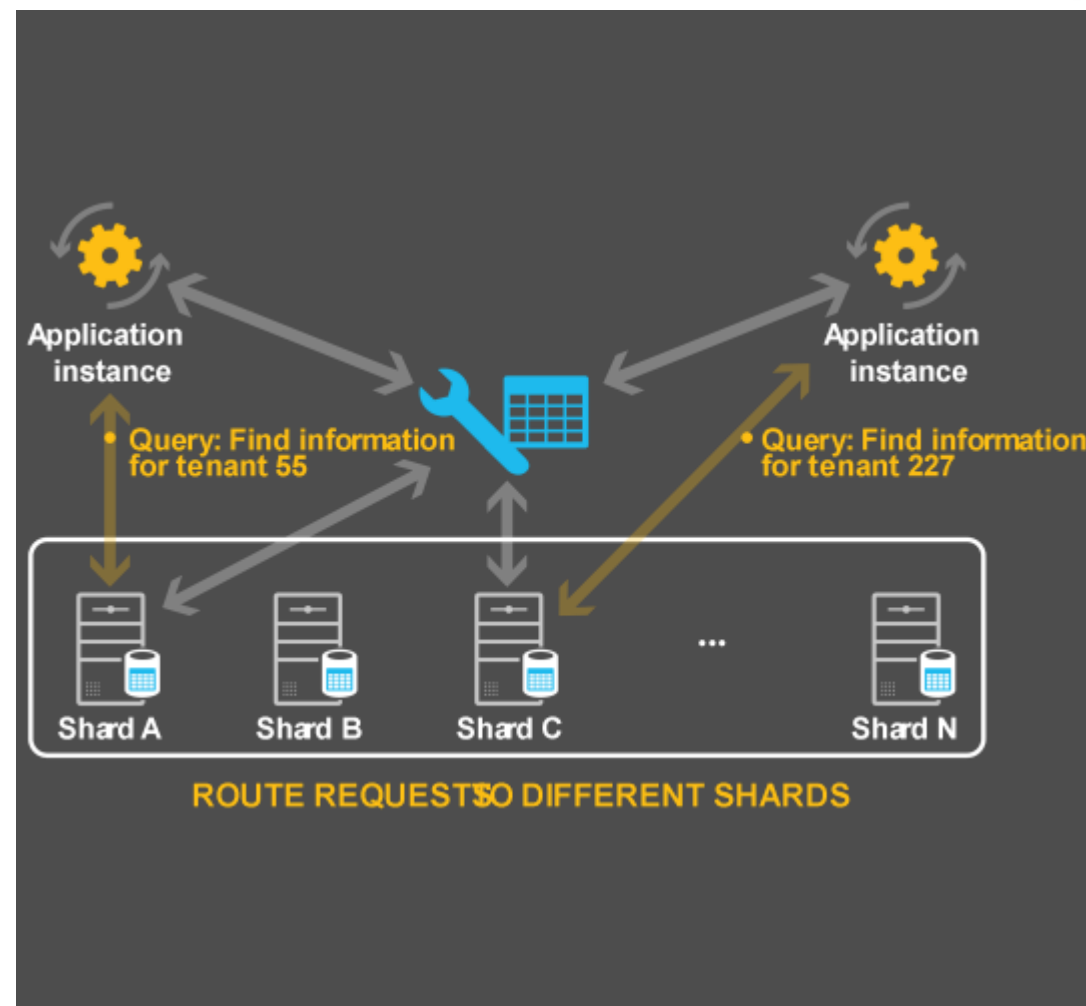 Application
instance
Application
instance
• Query: Find information
for tenant 55
• Query: Find information
for tenant 227
Shard A
Shard B
Shard C
...
Shard N
ROUTE REQUESTS TO DIFFERENT SHARDS